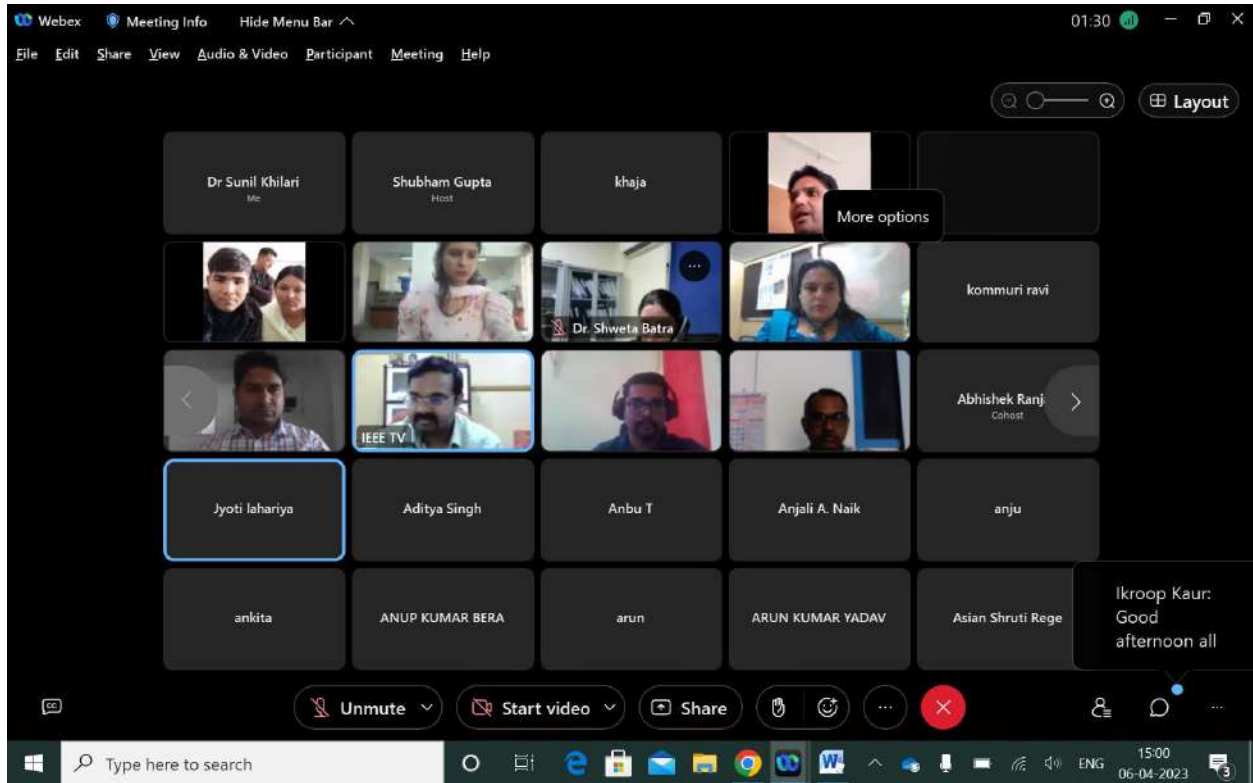 Webex Meeting Info Hide Menu Bar 01:30
File Edit Share View Audio & Video Participant Meeting Help
Layout
Dr Sunil Khilari
Me
Shubham Gupta
Host
khaja
More options
Dr. Shweta Batra
kommuri ravi
IEEE TV
Abhishek Ranj
Cohost
Jyoti lahariya
Aditya Singh
Anbu T
Anjali A. Naik
anju
ankita
ANUP KUMAR BERA
arun
ARUN KUMAR YADAV
Asian Shruti Rege
Ikroop Kaur:
Good
afternoon all
CC
Unmute
Start video
Share
Type here to search
ENG
15:00
06-04-2023
3